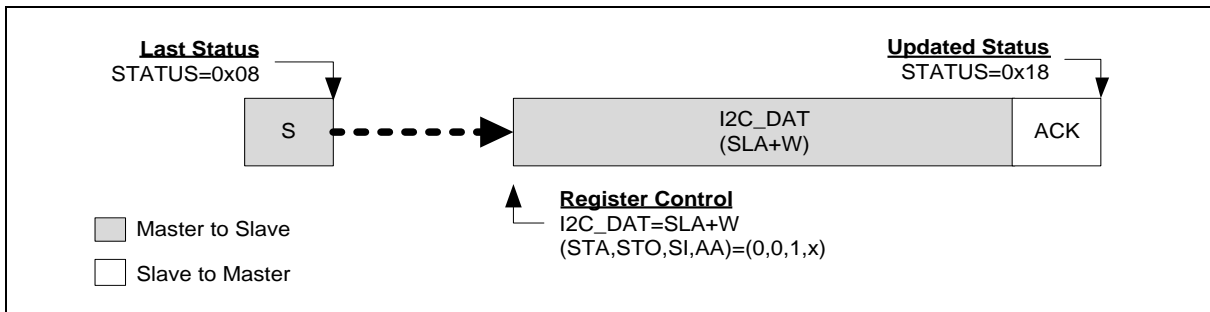 Last Status
STATUS=0x08
Updated Status
STATUS=0x18
S
I2C_DAT
(SLA+W)
ACK
Register Control
I2C_DAT=SLA+W
(STA,STO,SI,AA)=(0,0,1,x)
Master to Slave
Slave to Master